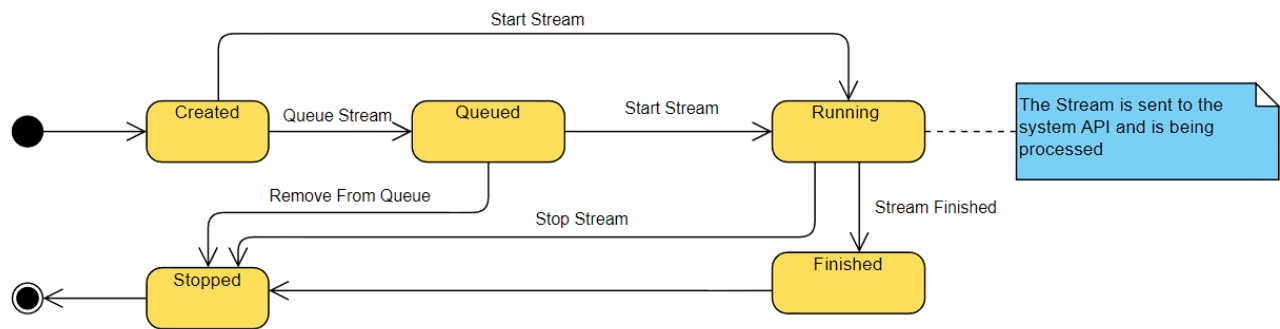 Start Stream
Created
Queue Stream
Queued
Start Stream
Running
The Stream is sent to the
system API and is being
processed
Remove From Queue
Stop Stream
Stream Finished
Stopped
Finished